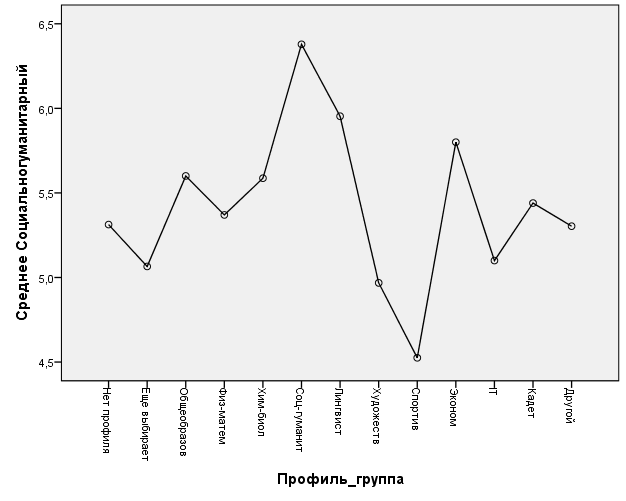 6,5
6,0
5,5
5,0
4,5
Среднее Социальногуманитарный
Нет профиля
Еще выбирает
Общеобразов
Физ-матем
Хим-биол
Соц-гуманит
Лингвист
Художеств
Спортив
Эконом
IT
Кадет
Другой
Профиль_группа